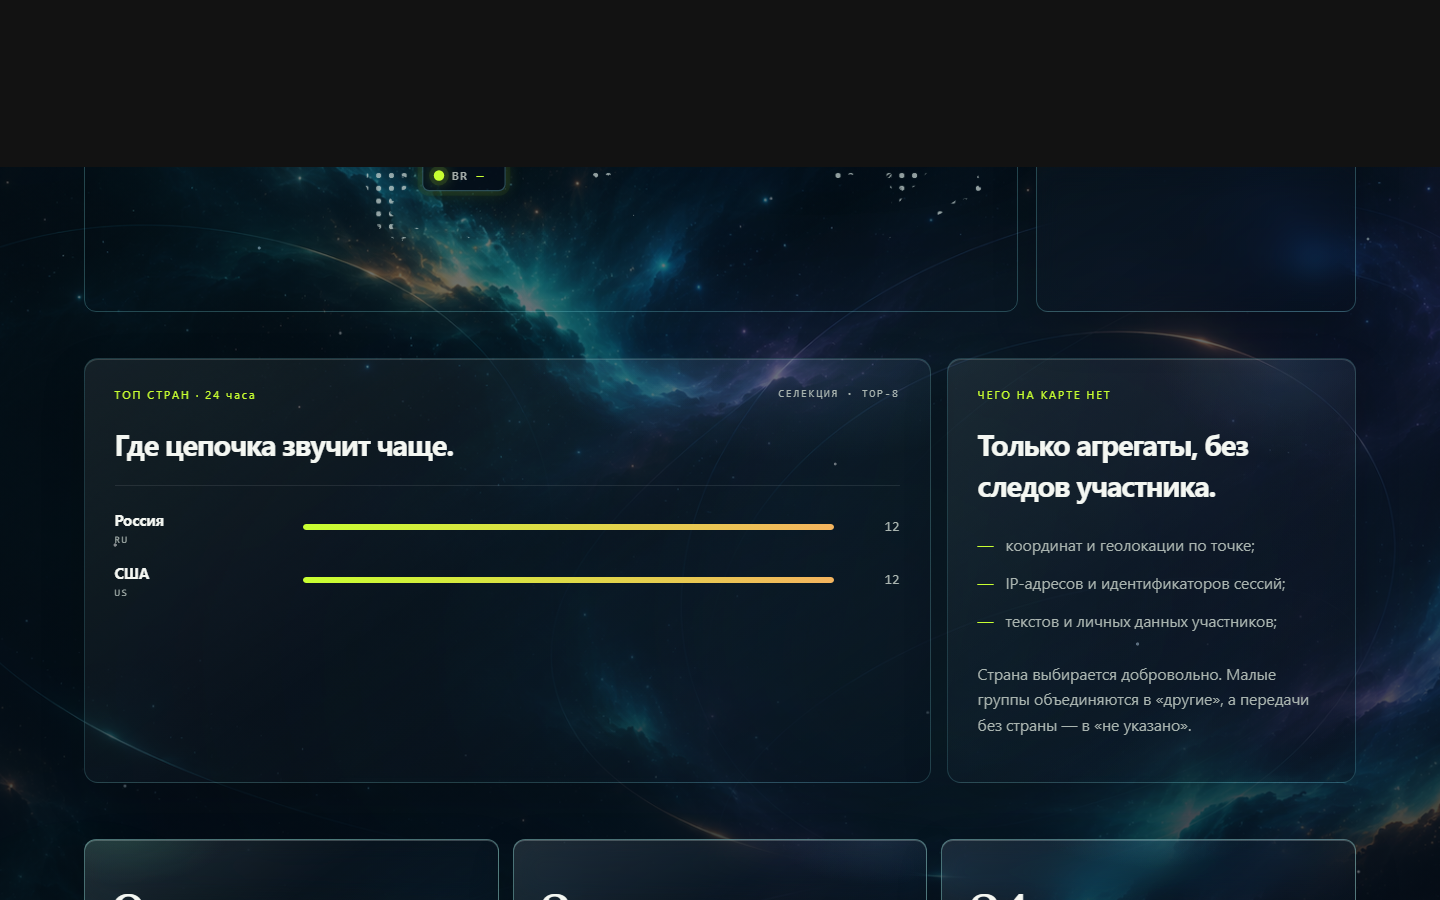 BR —
ТОП СТРАН · 24 часа
СЕЛЕКЦИЯ • TOP-8
Где цепочка звучит чаще.
Россия
RU
12
США
US
12
ЧЕГО НА КАРТЕ НЕТ
Только агрегаты, без
следов участника.
— координат и геолокации по точке;
— IP-адресов и идентификаторов сессий;
— текстов и личных данных участников;
Страна выбирается добровольно. Малые
группы объединяются в «другие», а передачи
без страны — в «не указано».